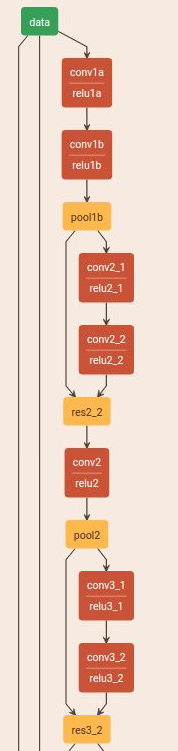 data
conv1a
relu1a
conv1b
relu1b
pool1b
conv2_1
relu2_1
conv2_2
relu2_2
res2_2
conv2
relu2
pool2
conv3_1
relu3_1
conv3_2
relu3_2
res3_2